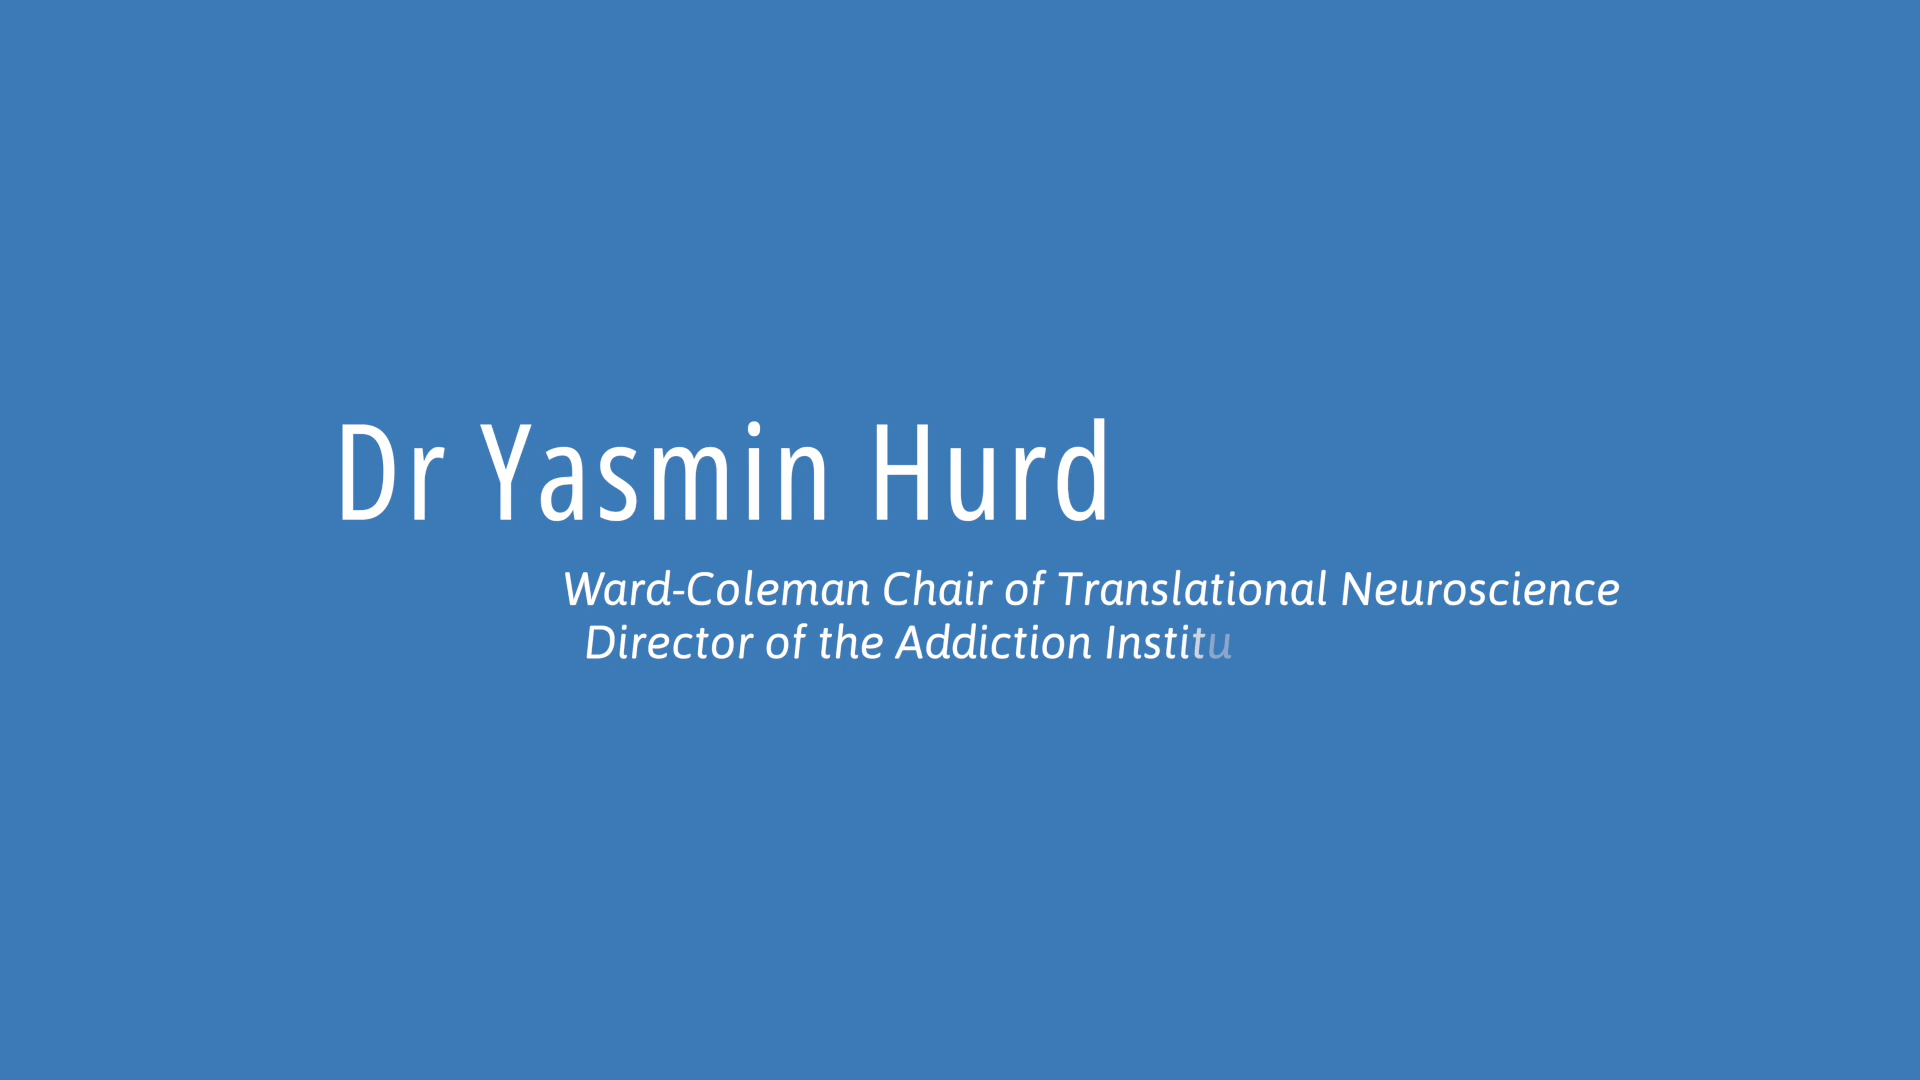 Dr Yasmin Hurd
Ward-Coleman Chair of Translational Neuroscience
Director of the Addiction Institu